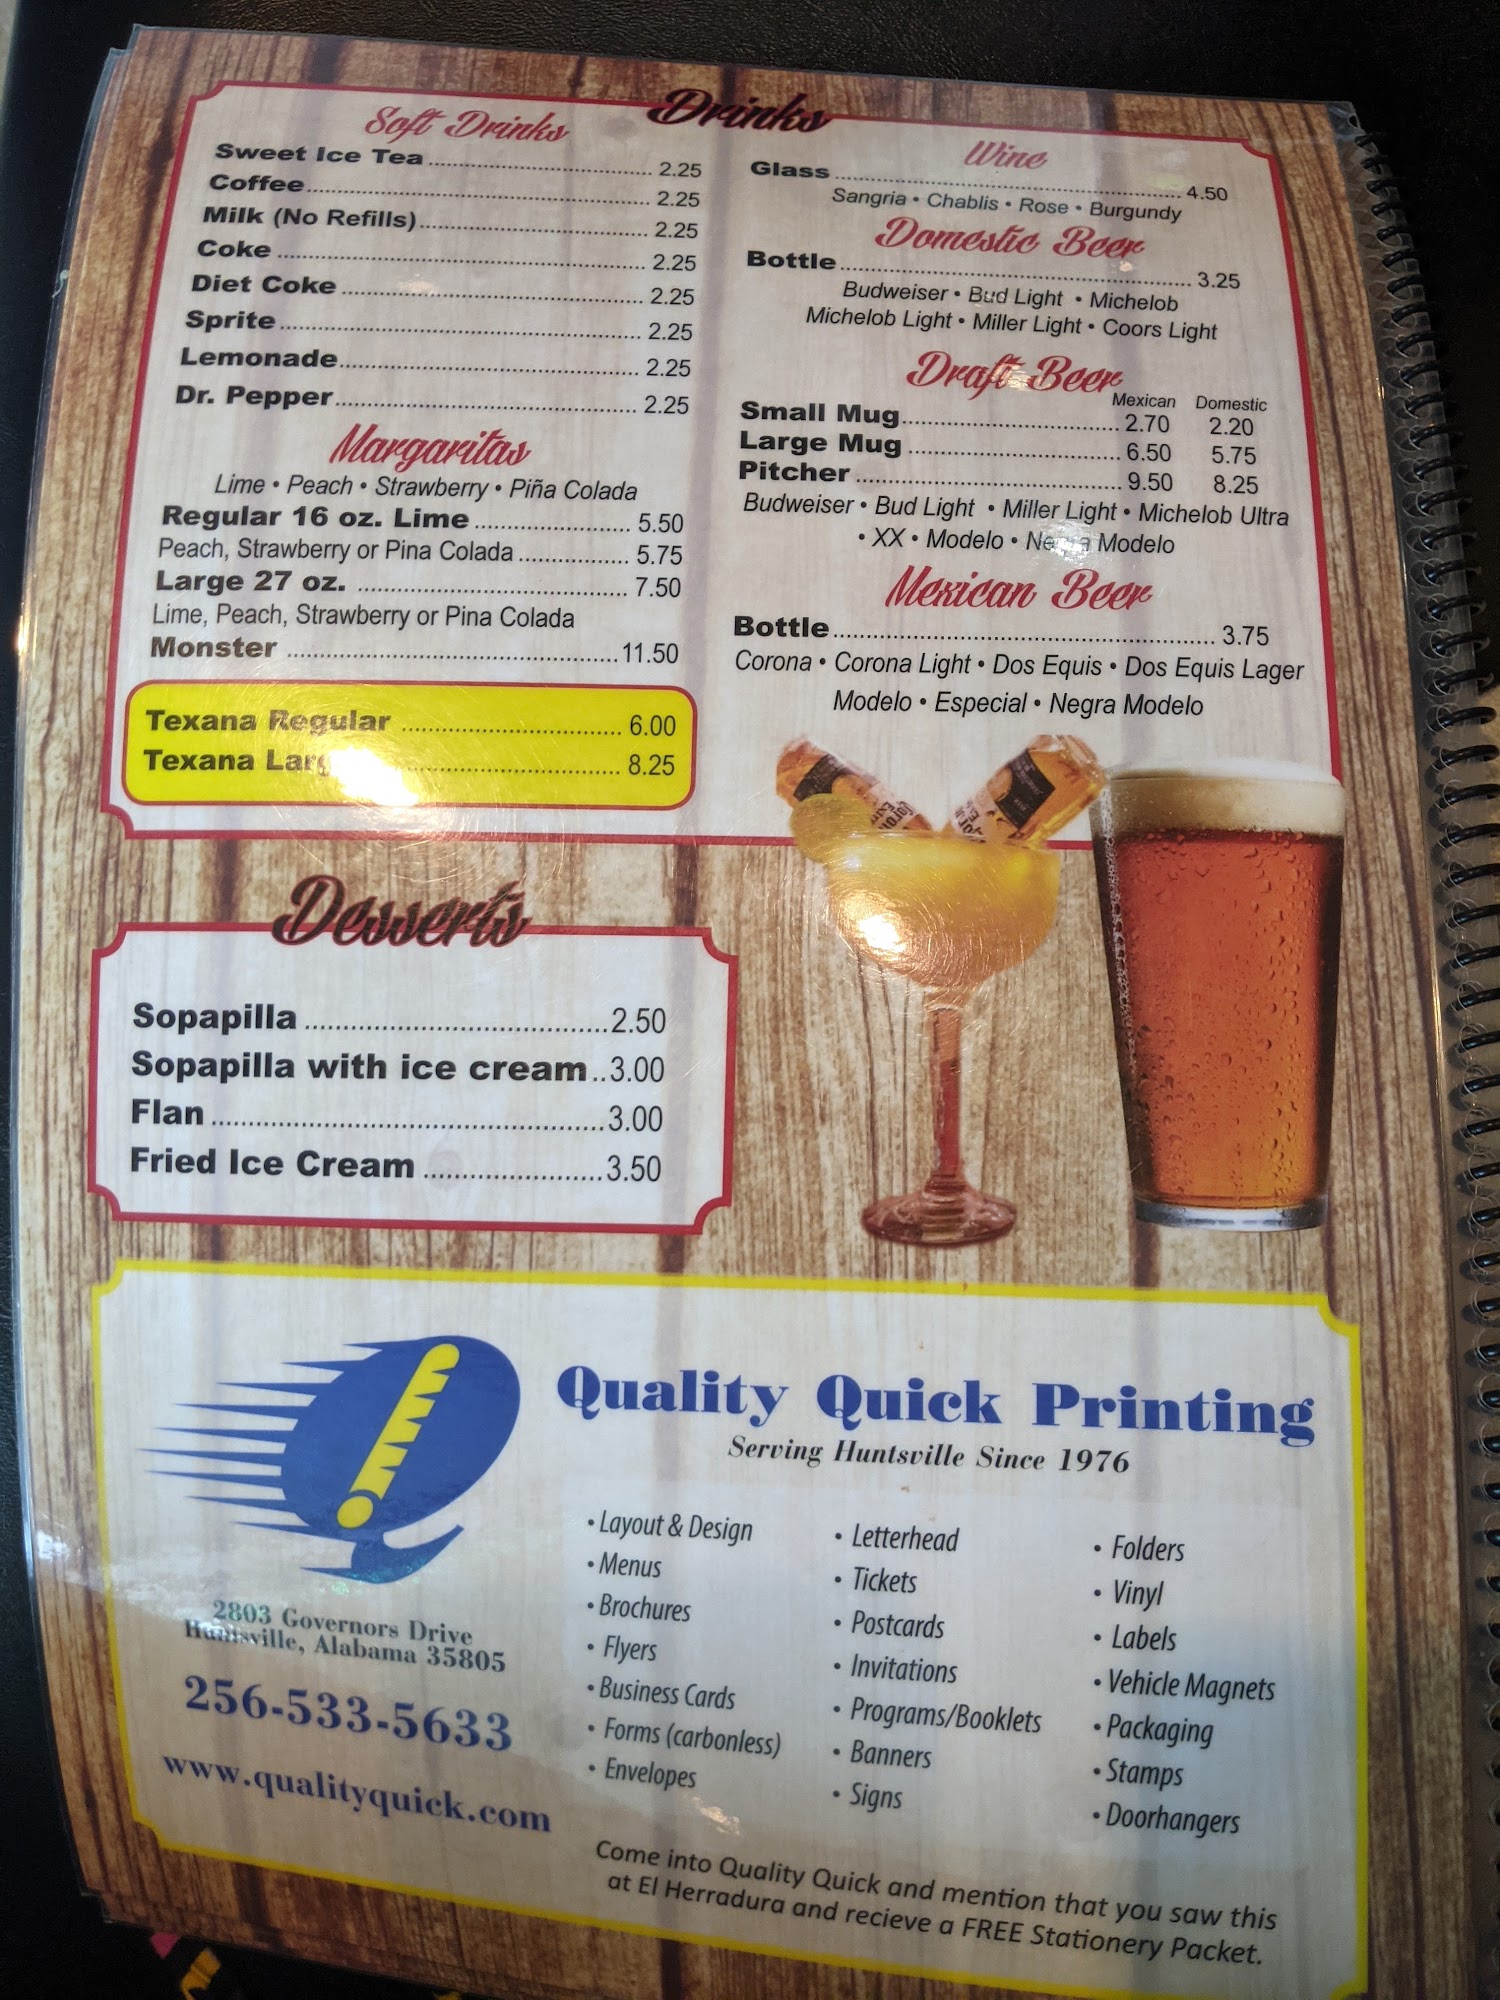 Drinks
Soft Drinks
Sweet Ice Tea 2.25
Coffee 2.25
Milk (No Refills) 2.25
Coke 2.25
Diet Coke 2.25
Sprite 2.25
Lemonade 2.25
Dr. Pepper 2.25
Margaritas
Lime • Peach • Strawberry • Piña Colada
Regular 16 oz. Lime 5.50
Peach, Strawberry or Pina Colada 5.75
Large 27 oz. 7.50
Lime, Peach, Strawberry or Pina Colada
Monster 11.50
Texana Regular 6.00
Texana Large 8.25
Wine
Glass 4.50
Sangria • Chablis • Rose • Burgundy
Domestic Beer
Bottle 3.25
Budweiser • Bud Light • Michelob
Michelob Light • Miller Light • Coors Light
Draft Beer
Mexican Domestic
Small Mug 2.70 2.20
Large Mug 6.50 5.75
Pitcher 9.50 8.25
Budweiser • Bud Light • Miller Light • Michelob Ultra
• XX • Modelo • Negra Modelo
Mexican Beer
Bottle 3.75
Corona • Corona Light • Dos Equis • Dos Equis Lager
Modelo • Especial • Negra Modelo
Desserts
Sopapilla 2.50
Sopapilla with ice cream 3.00
Flan 3.00
Fried Ice Cream 3.50
Quality Quick Printing
Serving Huntsville Since 1976
2803 Governors Drive
Huntsville, Alabama 35805
256-533-5633
www.qualityquick.com
• Layout & Design
• Menus
• Brochures
• Flyers
• Business Cards
• Forms (carbonless)
• Envelopes
• Letterhead
• Tickets
• Postcards
• Invitations
• Programs/Booklets
• Banners
• Signs
• Folders
• Vinyl
• Labels
• Vehicle Magnets
• Packaging
• Stamps
• Doorhangers
Come into Quality Quick and mention that you saw this
at El Herradura and recieve a FREE Stationery Packet.